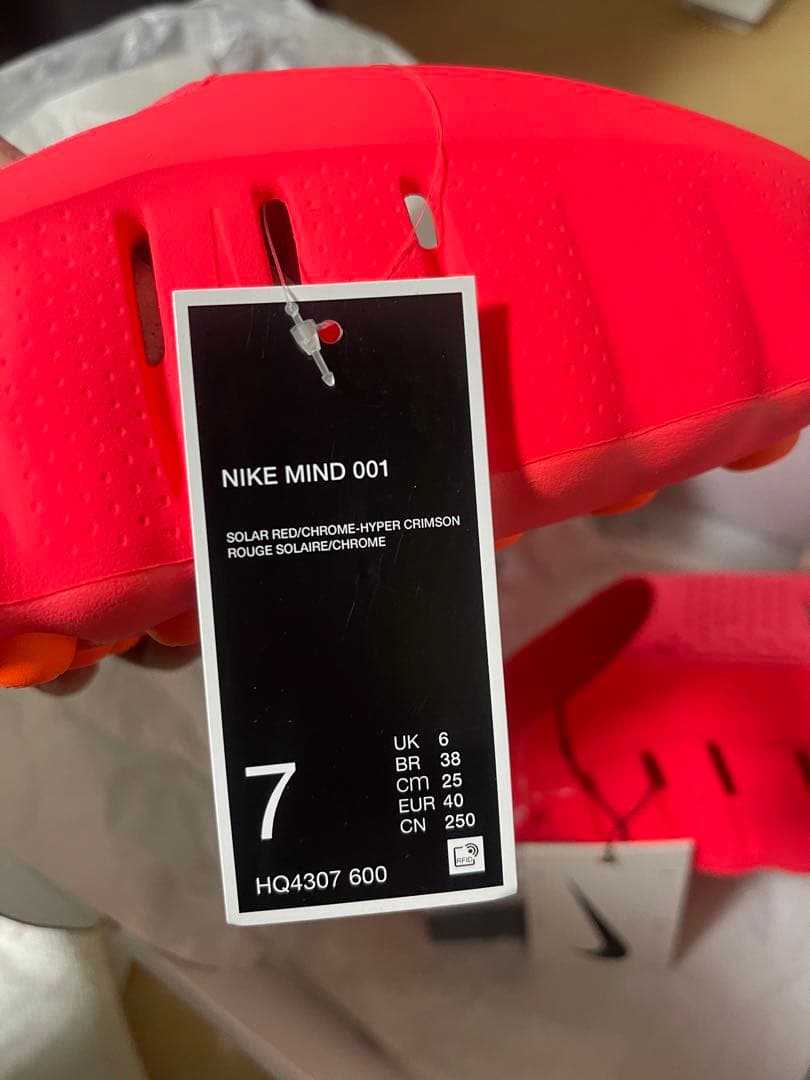 NIKE MIND 001
SOLAR RED/CHROME-HYPER CRIMSON
ROUGE SOLAIRE/CHROME
7
UK 6
BR 38
cm 25
EUR 40
CN 250
RFID
HQ4307 600